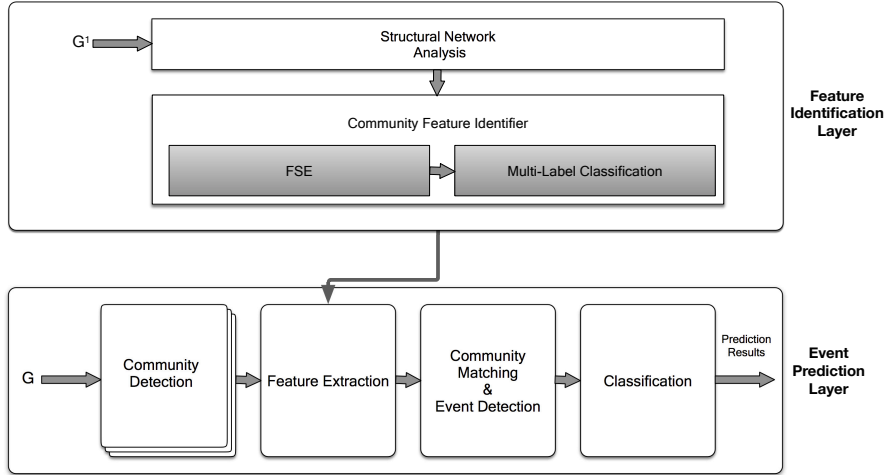 G¹
Structural Network
Analysis
Community Feature Identifier
FSE
Multi-Label Classification
Feature
Identification
Layer
G
Community
Detection
Feature Extraction
Community
Matching
&
Event Detection
Classification
Prediction
Results
Event
Prediction
Layer